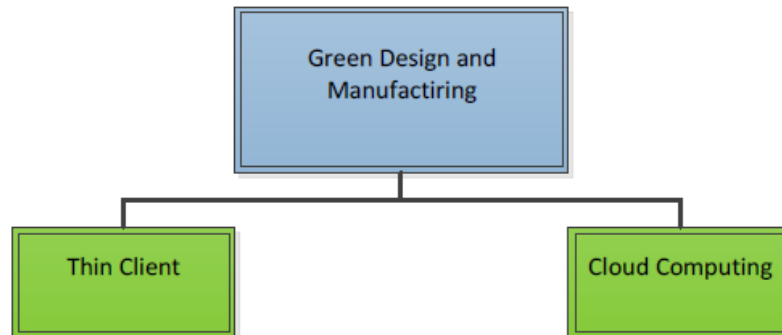 Green Design and
Manufactiring
Thin Client
Cloud Computing